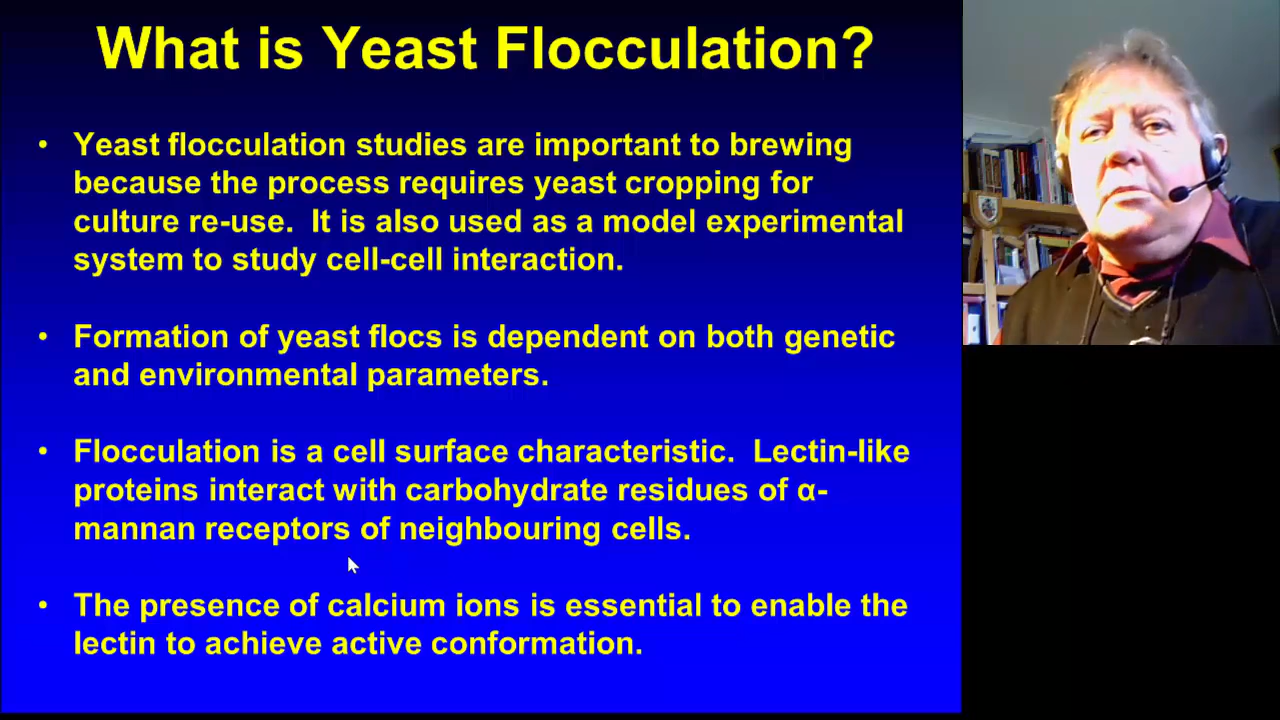 What is Yeast Flocculation?
• Yeast flocculation studies are important to brewing
because the process requires yeast cropping for
culture re-use.  It is also used as a model experimental
system to study cell-cell interaction.
• Formation of yeast flocs is dependent on both genetic
and environmental parameters.
• Flocculation is a cell surface characteristic.  Lectin-like
proteins interact with carbohydrate residues of α-
mannan receptors of neighbouring cells.
• The presence of calcium ions is essential to enable the
lectin to achieve active conformation.